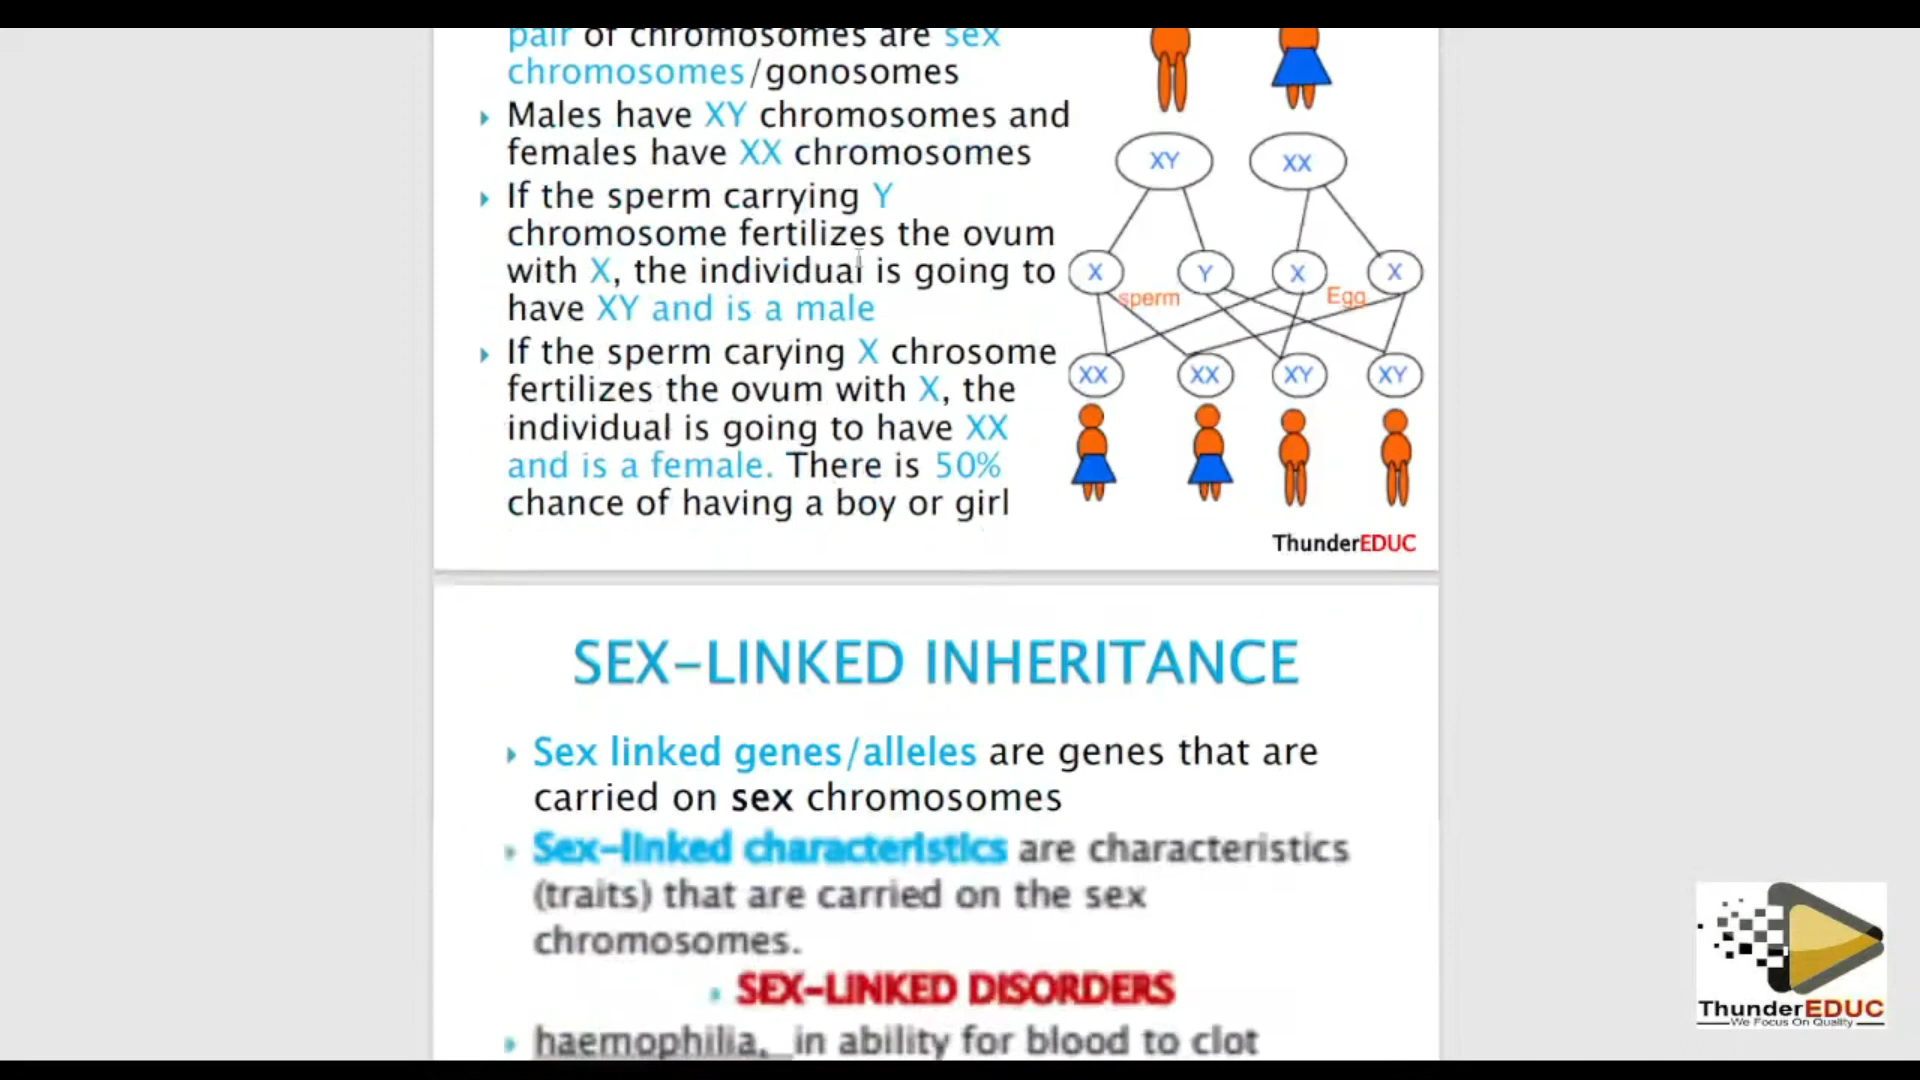 pair of chromosomes are sex
chromosomes/gonosomes
Males have XY chromosomes and
females have XX chromosomes
If the sperm carrying Y
chromosome fertilizes the ovum
with X, the individual is going to
have XY and is a male
If the sperm carying X chrosome
fertilizes the ovum with X, the
individual is going to have XX
and is a female. There is 50%
chance of having a boy or girl
XY XX
X Y X X
sperm Egg
XX XX XY XY
ThunderEDUC
SEX-LINKED INHERITANCE
Sex linked genes/alleles are genes that are
carried on sex chromosomes
Sex-linked characteristics are characteristics
(traits) that are carried on the sex
chromosomes.
SEX-LINKED DISORDERS
haemophilia, in ability for blood to clot
ThunderEDUC
We Focus On Quality